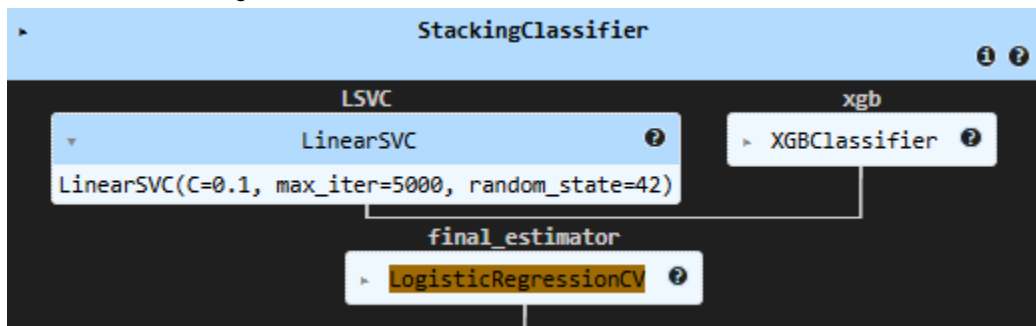 StackingClassifier
LSVC
xgb
LinearSVC
XGBClassifier
LinearSVC(C=0.1, max_iter=5000, random_state=42)
final_estimator
LogisticRegressionCV